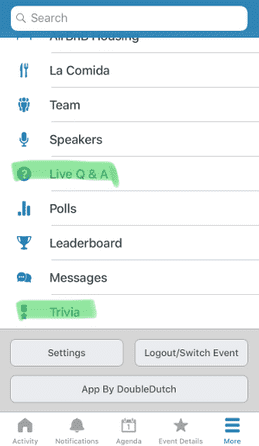 Search
AirBnB Housing
La Comida
Team
Speakers
Live Q & A
Polls
Leaderboard
Messages
Trivia
Settings
Logout/Switch Event
App By DoubleDutch
Activity
Notifications
1
Agenda
Event Details
More